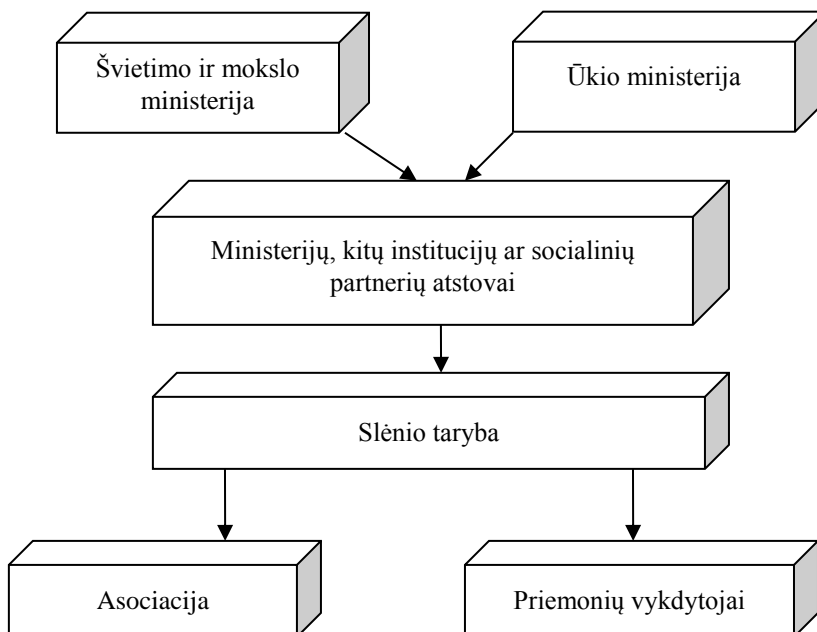 Švietimo ir mokslo
ministerija
Ūkio ministerija
Ministerijų, kitų institucijų ar socialinių
partnerių atstovai
Slėnio taryba
Asociacija
Priemonių vykdytojai